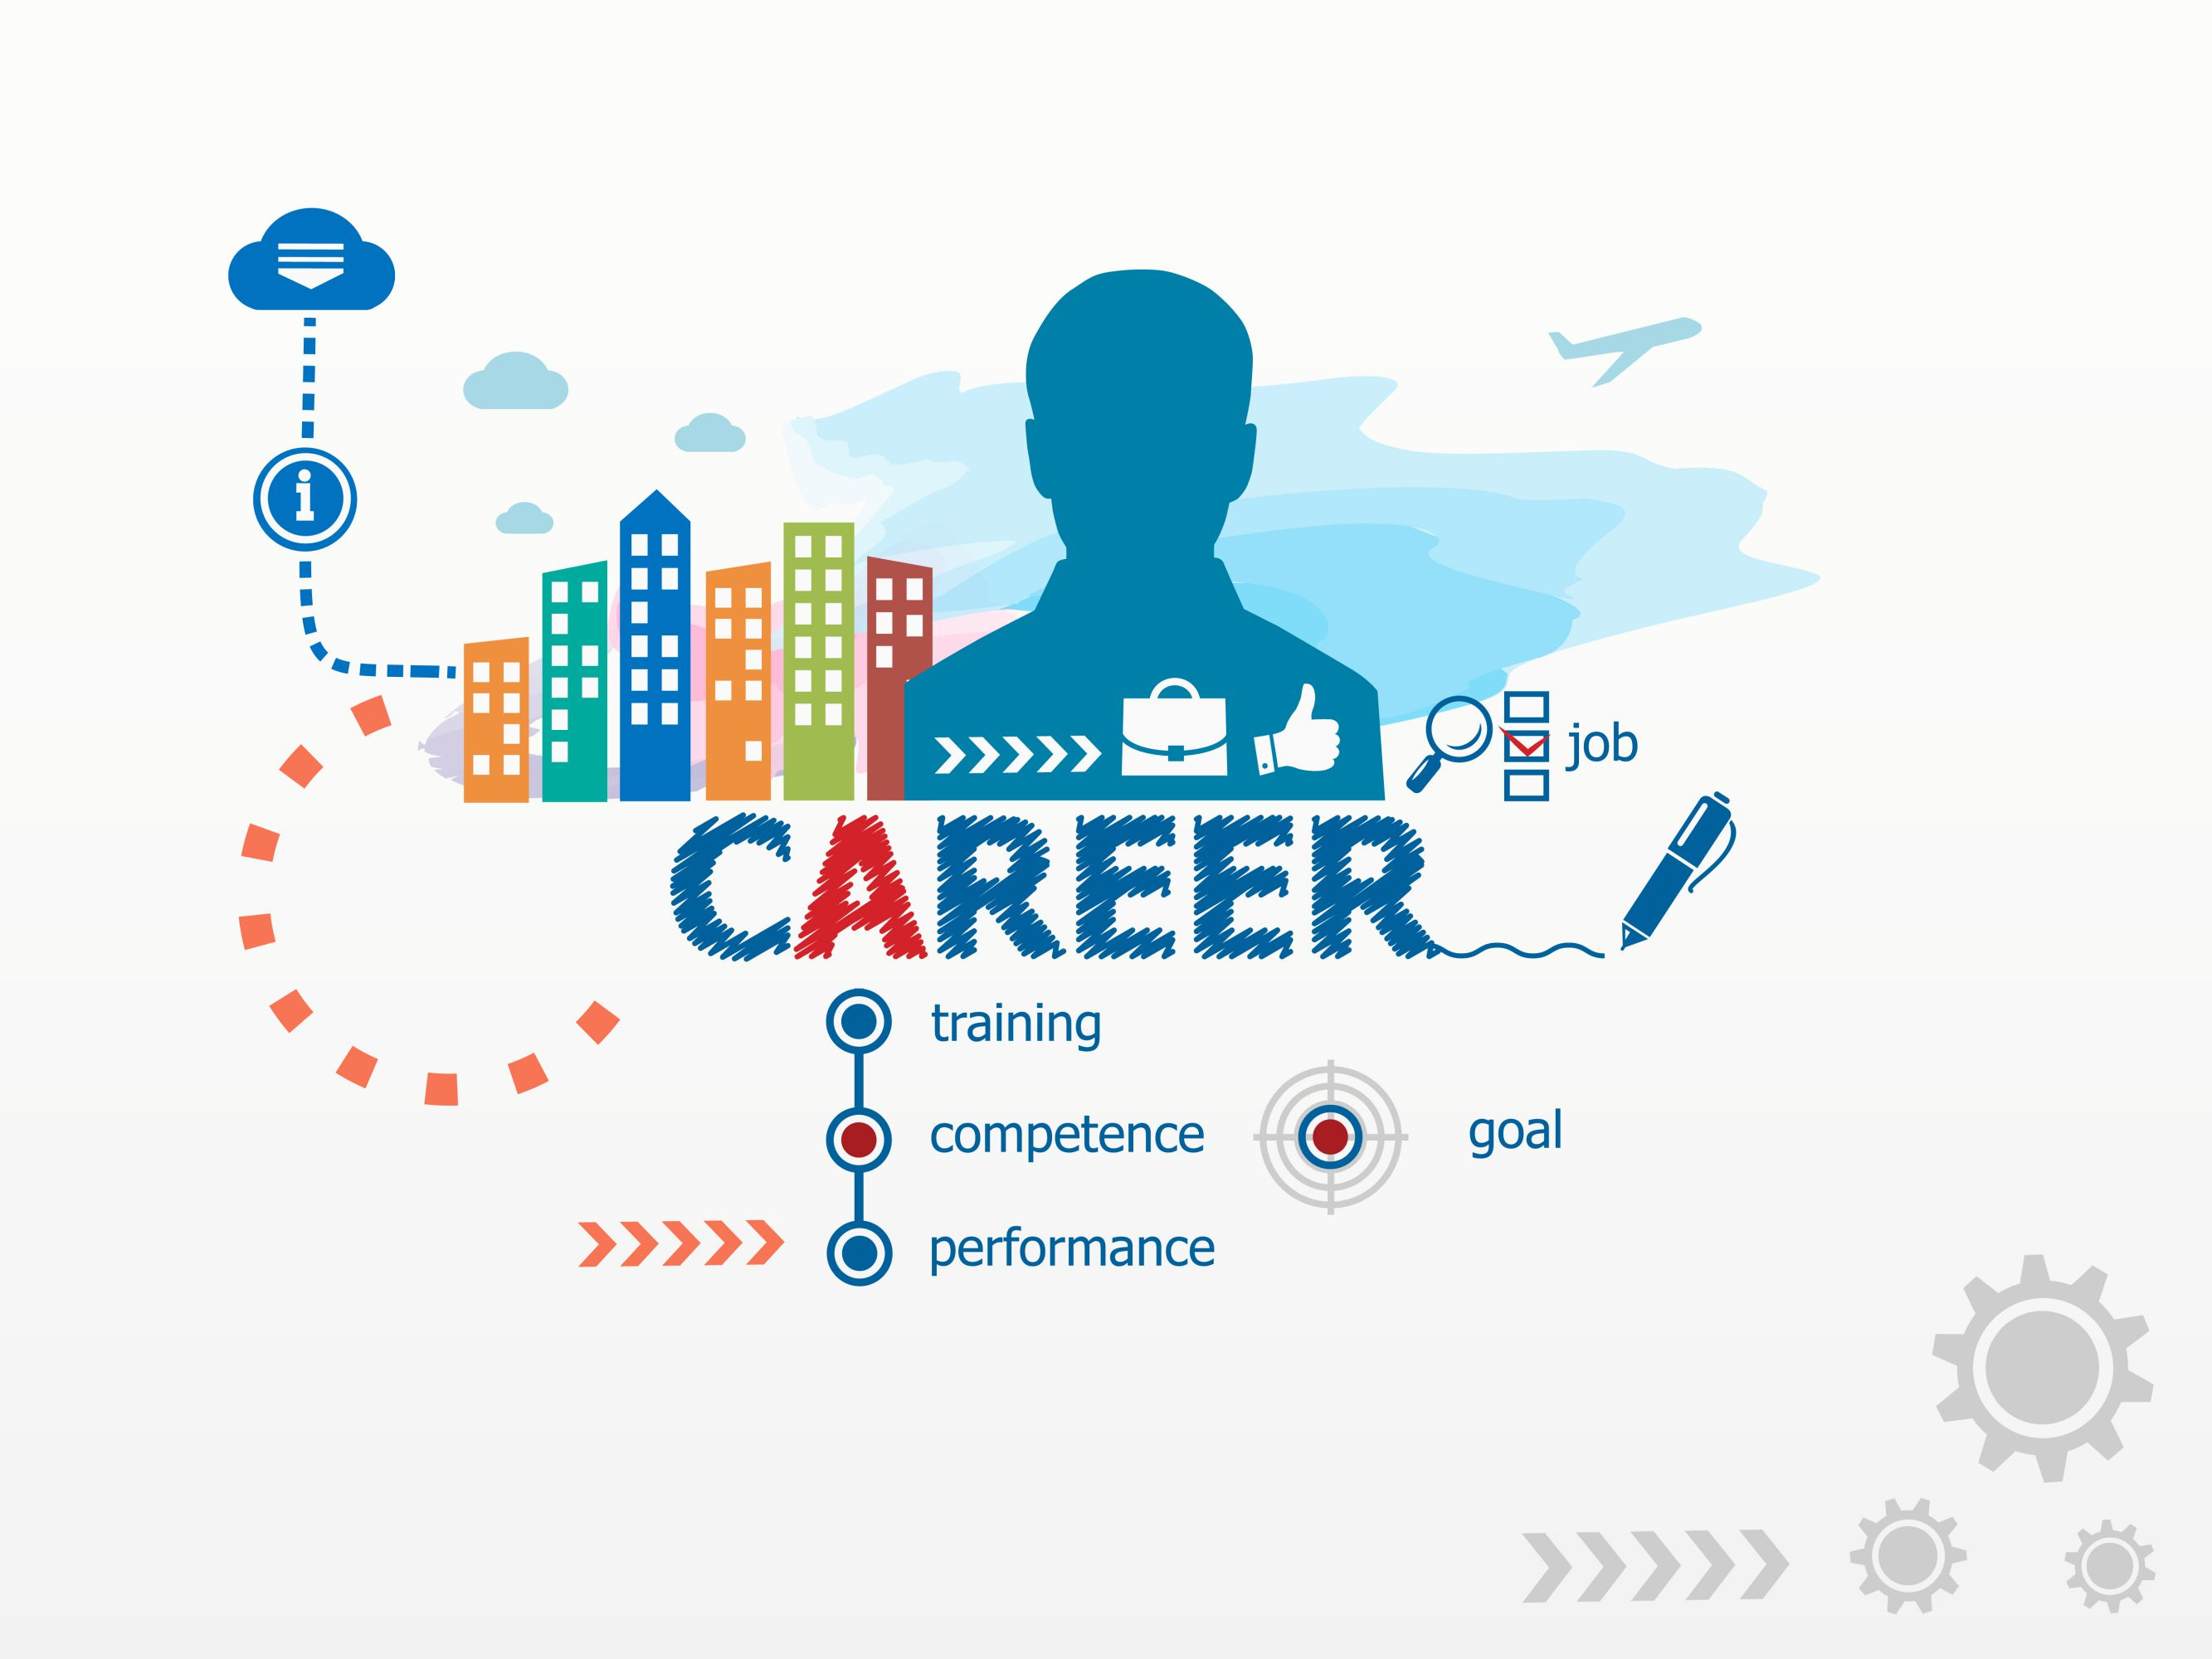 i
job
CAREER
training
competence
goal
performance